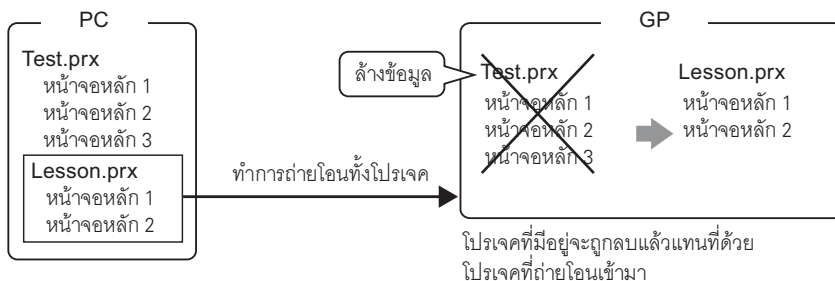 PC
Test.prx
หน้าจอหลัก 1
หน้าจอหลัก 2
หน้าจอหลัก 3
Lesson.prx
หน้าจอหลัก 1
หน้าจอหลัก 2
ทำการถ่ายโอนทั้งโปรเจค
GP
ล้างข้อมูล
Test.prx
หน้าจอหลัก 1
หน้าจอหลัก 2
หน้าจอหลัก 3
Lesson.prx
หน้าจอหลัก 1
หน้าจอหลัก 2
โปรเจคที่มีอยู่จะถูกลบแล้วแทนที่ด้วย
โปรเจคที่ถ่ายโอนเข้ามา